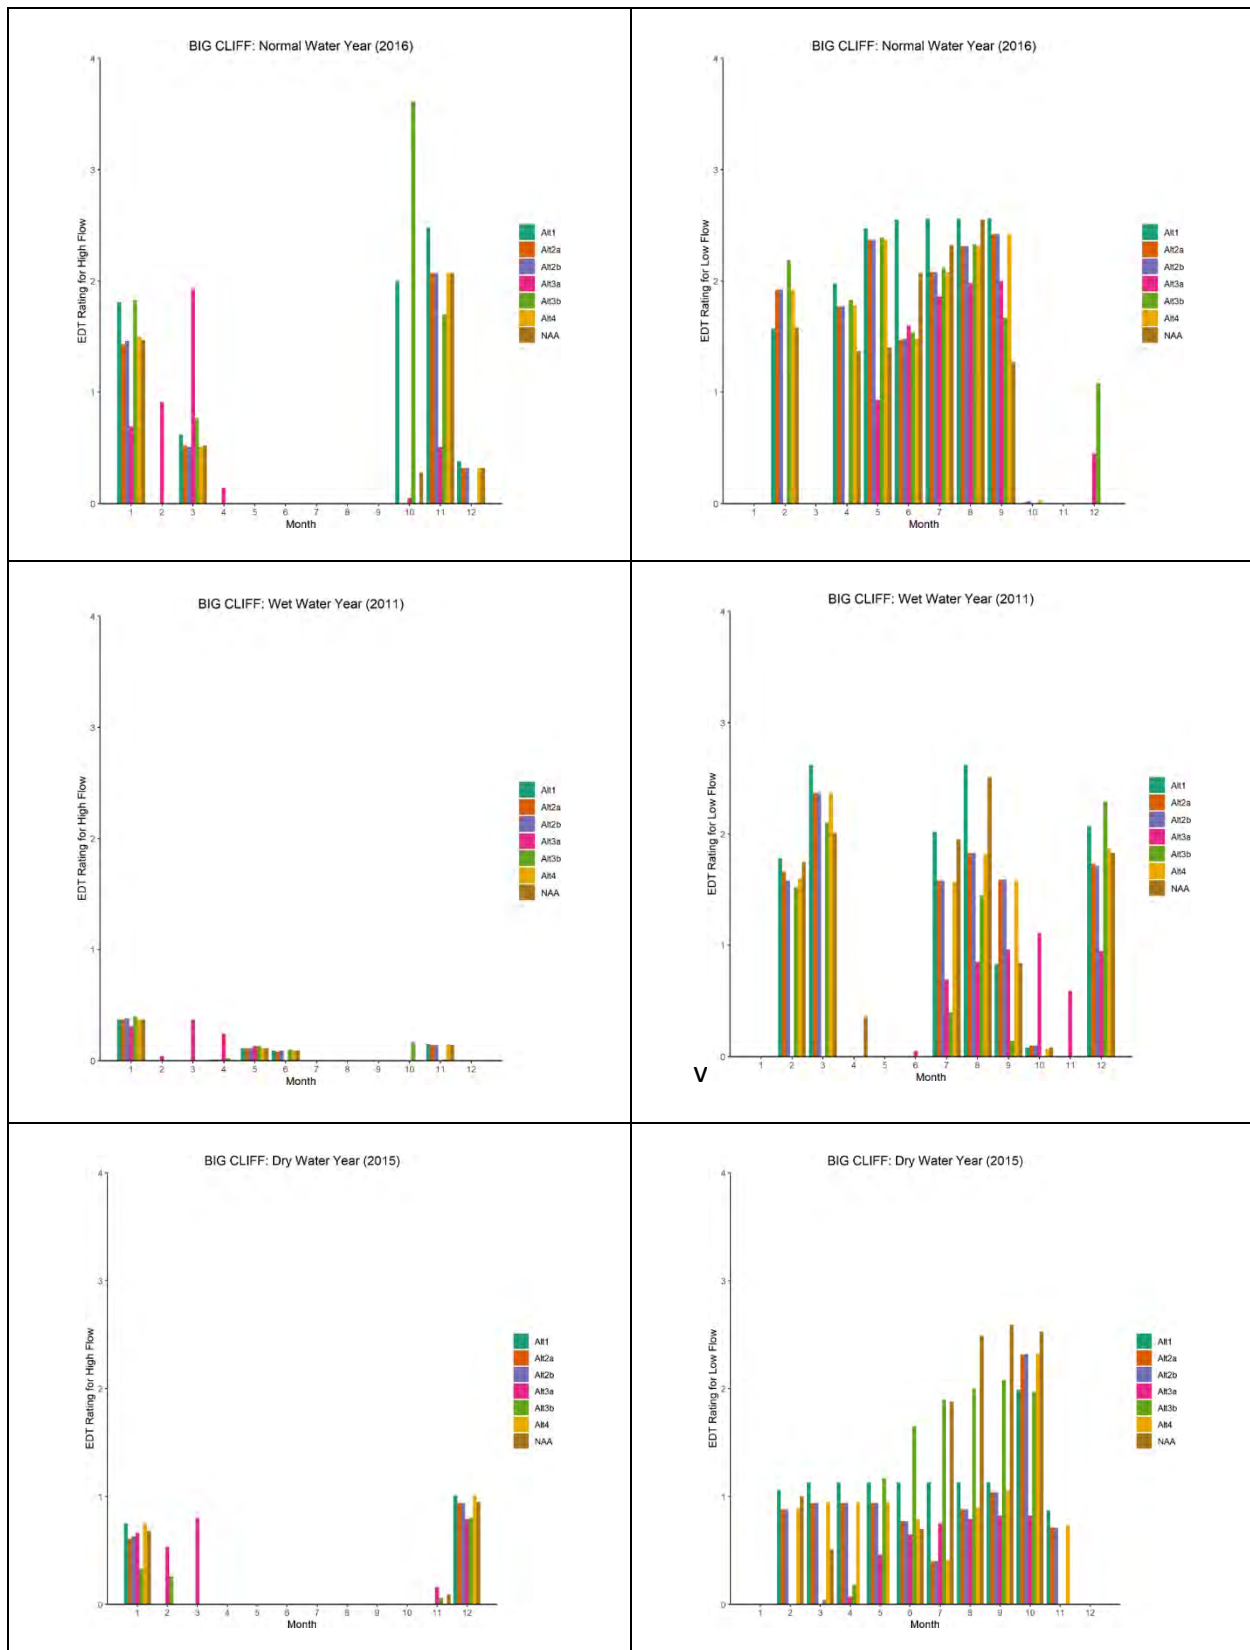 BIG CLIFF: Normal Water Year (2016)
4
3
2
1
0
EDT Rating for High Flow
1 2 3 4 5 6 7 8 9 10 11 12
Month
Alt1
Alt2a
Alt2b
Alt3a
Alt3b
Alt4
NAA
BIG CLIFF: Normal Water Year (2016)
4
3
2
1
0
EDT Rating for Low Flow
1 2 3 4 5 6 7 8 9 10 11 12
Month
Alt1
Alt2a
Alt2b
Alt3a
Alt3b
Alt4
NAA
BIG CLIFF: Wet Water Year (2011)
4
3
2
1
0
EDT Rating for High Flow
1 2 3 4 5 6 7 8 9 10 11 12
Month
Alt1
Alt2a
Alt2b
Alt3a
Alt3b
Alt4
NAA
BIG CLIFF: Wet Water Year (2011)
4
3
2
1
0
EDT Rating for Low Flow
1 2 3 4 5 6 7 8 9 10 11 12
Month
Alt1
Alt2a
Alt2b
Alt3a
Alt3b
Alt4
NAA
v
BIG CLIFF: Dry Water Year (2015)
4
3
2
1
0
EDT Rating for High Flow
1 2 3 4 5 6 7 8 9 10 11 12
Month
Alt1
Alt2a
Alt2b
Alt3a
Alt3b
Alt4
NAA
BIG CLIFF: Dry Water Year (2015)
4
3
2
1
0
EDT Rating for Low Flow
1 2 3 4 5 6 7 8 9 10 11 12
Month
Alt1
Alt2a
Alt2b
Alt3a
Alt3b
Alt4
NAA